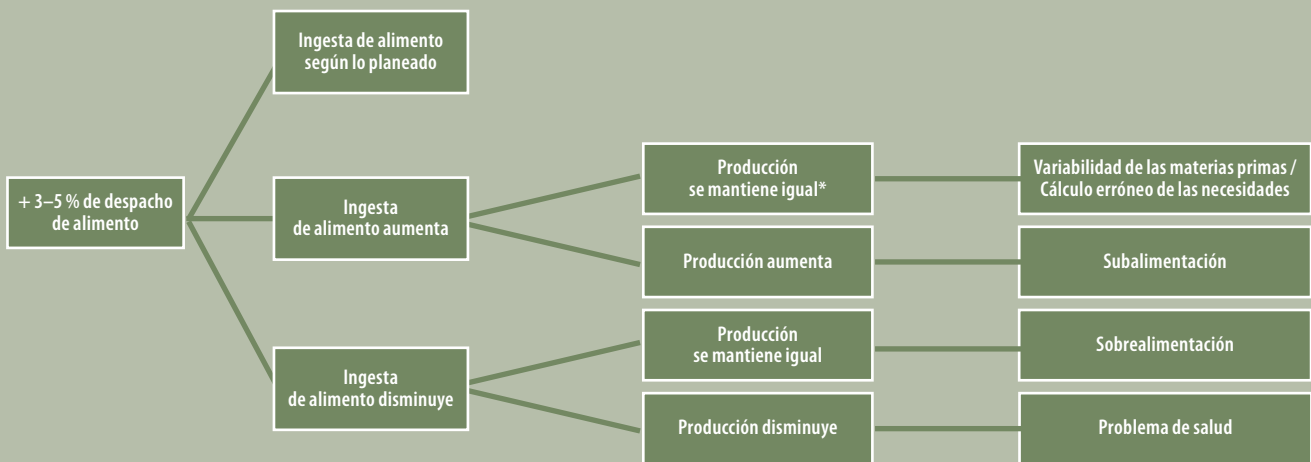 Ingesta de alimento
según lo planeado
+ 3–5 % de despacho
de alimento
Ingesta
de alimento aumenta
Producción
se mantiene igual*
Variabilidad de las materias primas /
Cálculo erróneo de las necesidades
Producción aumenta
Subalimentación
Ingesta
de alimento disminuye
Producción
se mantiene igual
Sobrealimentación
Producción disminuye
Problema de salud